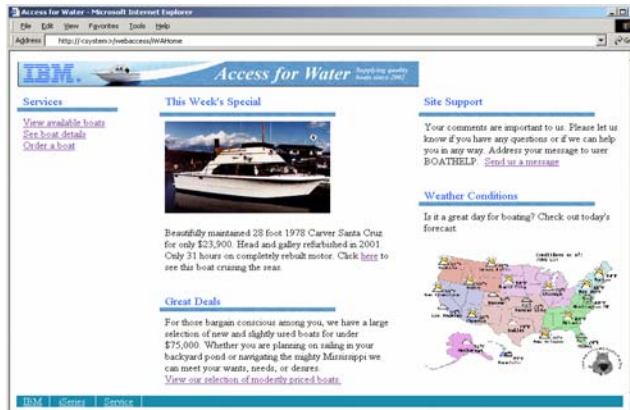 Access for Water - Microsoft Internet Explorer
File Edit View Favorites Tools Help
Address http://<system>/webaccess/iWAHome
IBM. Access for Water Supplying quality
boats since 2002
Services
View available boats
See boat details
Order a boat
This Week's Special
Beautifully maintained 28 foot 1978 Carver Santa Cruz
for only $23,900. Head and galley refurbished in 2001.
Only 31 hours on completely rebuilt motor. Click here to
see this boat cruising the seas.
Great Deals
For those bargain conscious among you, we have a large
selection of new and slightly used boats for under
$75,000. Whether you are planning on sailing in your
backyard pond or navigating the mighty Mississippi we
can meet your wants, needs, or desires.
View our selection of modestly priced boats.
Site Support
Your comments are important to us. Please let us
know if you have any questions or if we can help
you in any way. Address your message to user
BOATHELP. Send us a message
Weather Conditions
Is it a great day for boating? Check out today's
forecast.
Conditions as of:
IBM iSeries Service